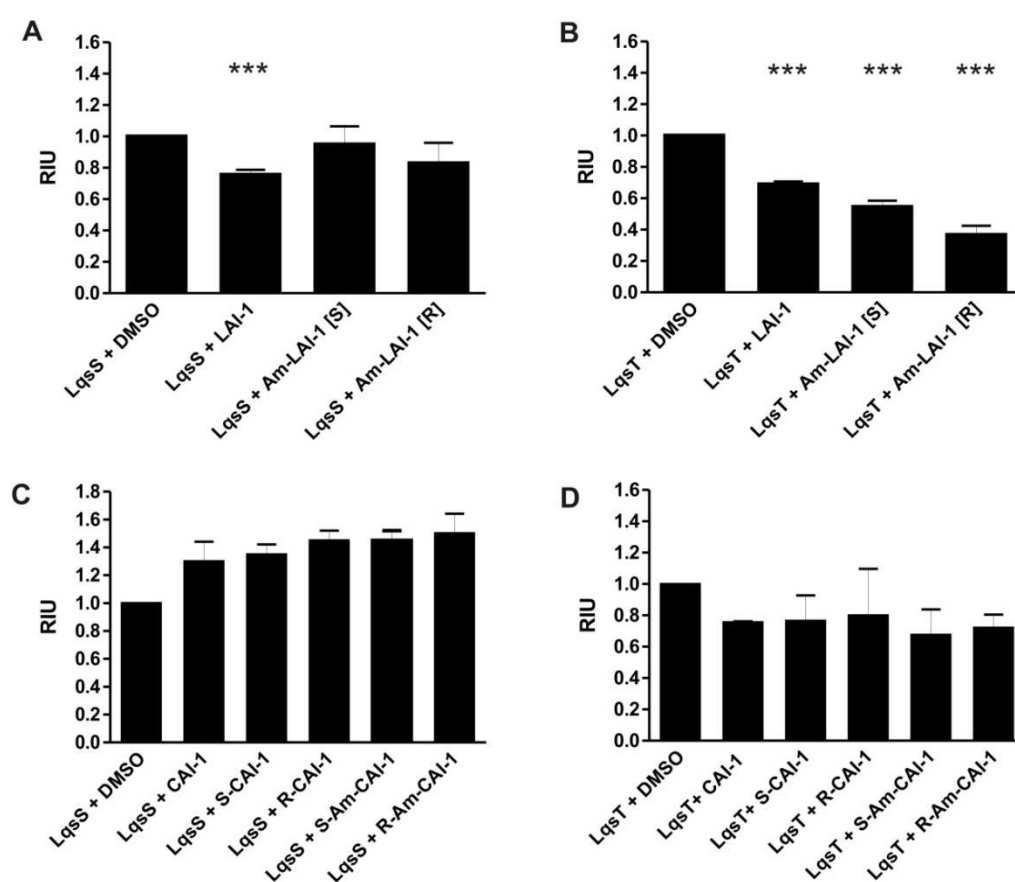 A
RIU
1.6
1.4
1.2
1.0
0.8
0.6
0.4
0.2
0.0
***
LqsS + DMSO
LqsS + LAI-1
LqsS + Am-LAI-1 [S]
LqsS + Am-LAI-1 [R]
B
RIU
1.6
1.4
1.2
1.0
0.8
0.6
0.4
0.2
0.0
*** *** ***
LqsT + DMSO
LqsT + LAI-1
LqsT + Am-LAI-1 [S]
LqsT + Am-LAI-1 [R]
C
RIU
1.8
1.6
1.4
1.2
1.0
0.8
0.6
0.4
0.2
0.0
LqsS + DMSO
LqsS + CAI-1
LqsS + S-CAI-1
LqsS + R-CAI-1
LqsS + S-Am-CAI-1
LqsS + R-Am-CAI-1
D
RIU
1.6
1.4
1.2
1.0
0.8
0.6
0.4
0.2
0.0
LqsT + DMSO
LqsT+ CAI-1
LqsT+ S-CAI-1
LqsT + R-CAI-1
LqsT + S-Am-CAI-1
LqsT + R-Am-CAI-1